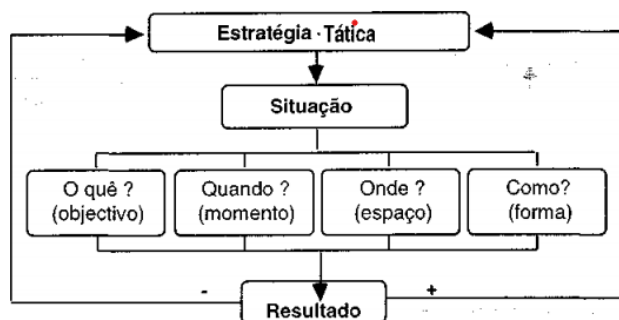 Estratégia · Tática
Situação
O quê ?
(objectivo)
Quando ?
(momento)
Onde ?
(espaço)
Como?
(forma)
-
+
Resultado